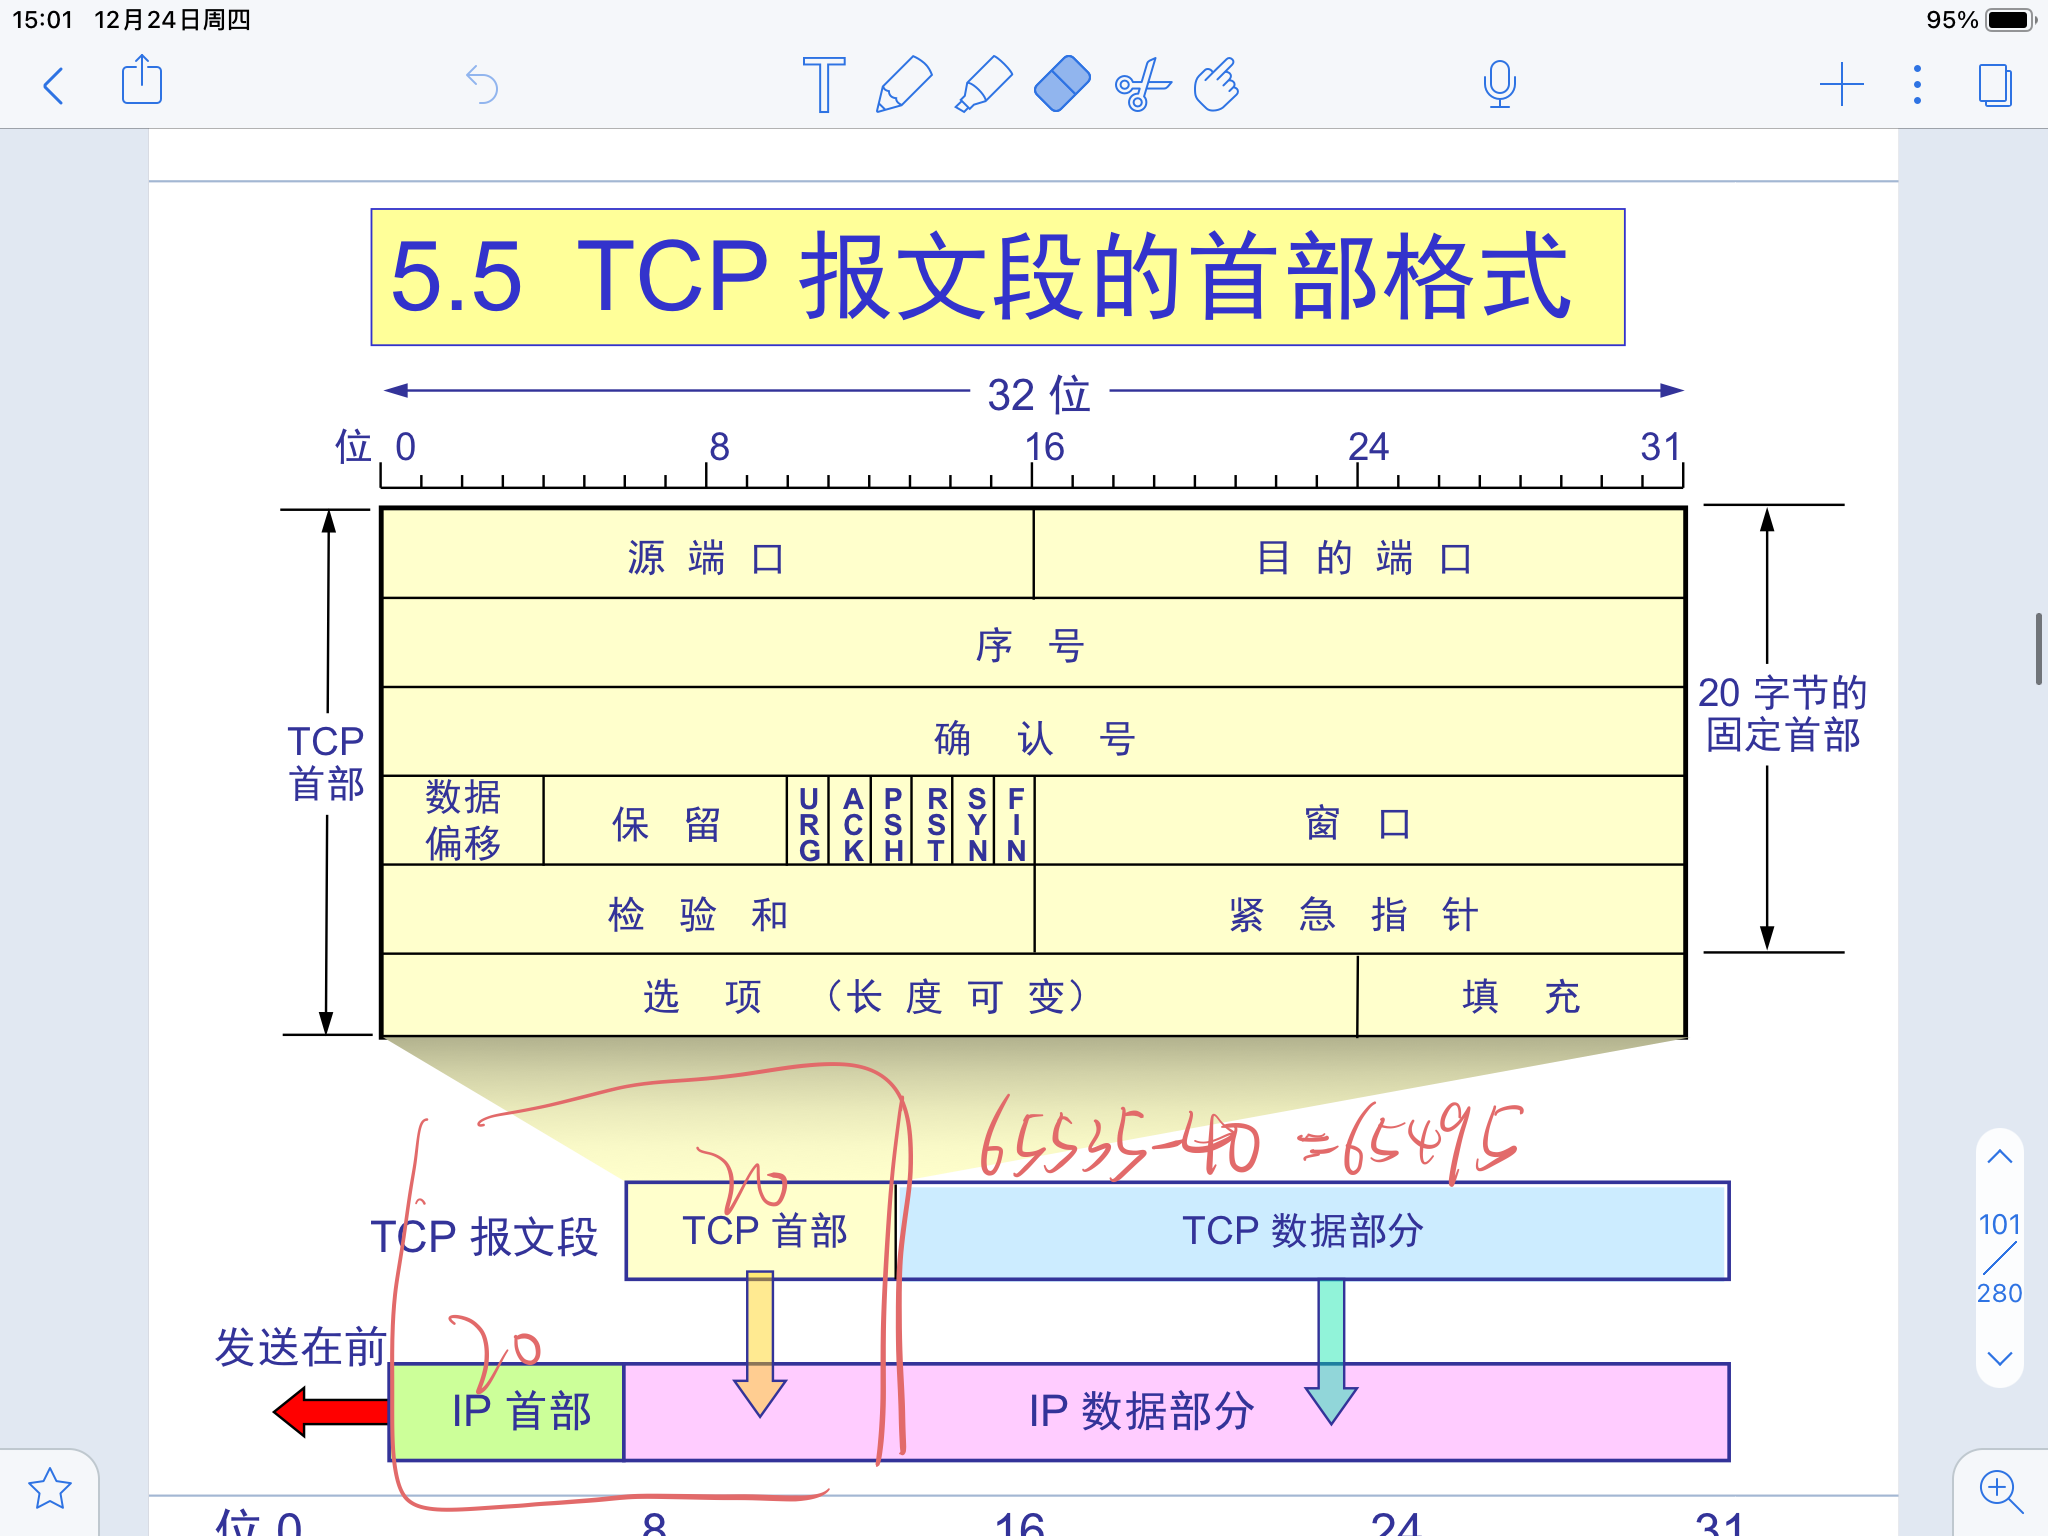 15:01 12月24日周四 95%
5.5 TCP 报文段的首部格式
32 位
位 0 8 16 24 31
源 端 口 目 的 端 口
序 号
确 认 号
TCP
首部
20 字节的
固定首部
数据
偏移
保 留
URG
ACK
PSH
RST
SYN
FIN
窗 口
检 验 和 紧 急 指 针
选 项 （长 度 可 变） 填 充
65535-40 =65495
20
TCP 报文段 TCP 首部 TCP 数据部分
101
280
20
发送在前
IP 首部 IP 数据部分
位 0 8 16 24 31